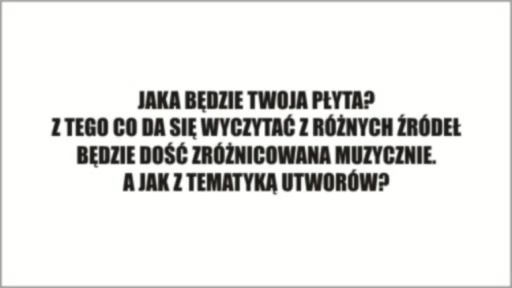 JAKA BĘDZIE TWOJA PŁYTA?
Z TEGO CO DA SIĘ WYCZYTAĆ Z RÓŻNYCH ŹRÓDEŁ
BĘDZIE DOŚĆ ZRÓŻNICOWANA MUZYCZNIE.
A JAK Z TEMATYKĄ UTWORÓW?